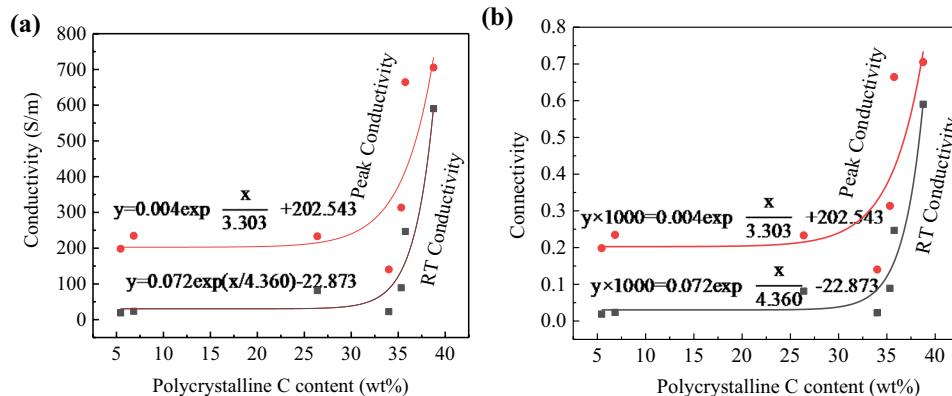 (a)
800
700
600
500
400
300
200
100
0
Conductivity (S/m)
Peak Conductivity
RT Conductivity
y=0.004exp x/3.303 +202.543
y=0.072exp(x/4.360)-22.873
5 10 15 20 25 30 35 40
Polycrystalline C content (wt%)
(b)
0.8
0.7
0.6
0.5
0.4
0.3
0.2
0.1
0.0
Connectivity
Peak Conductivity
RT Conductivity
y×1000=0.004exp x/3.303 +202.543
y×1000=0.072exp x/4.360 -22.873
5 10 15 20 25 30 35 40
Polycrystalline C content (wt%)